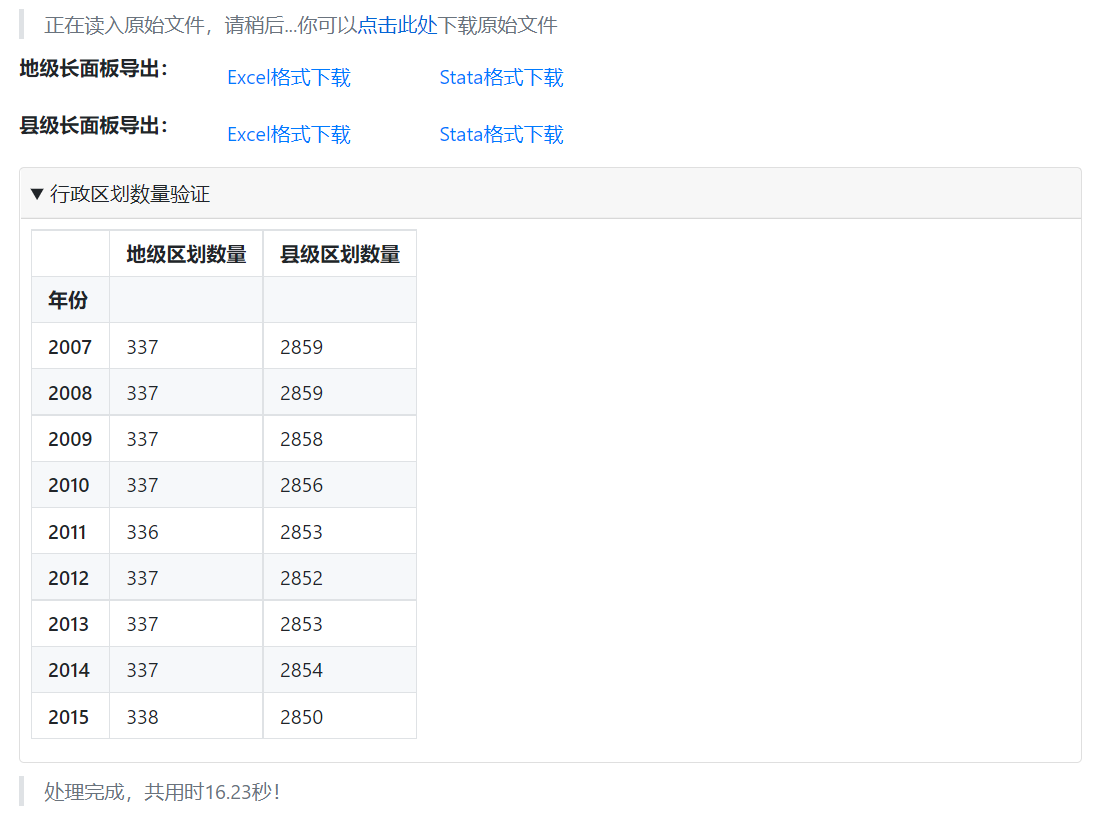 正在读入原始文件，请稍后...你可以点击此处下载原始文件
地级长面板导出： Excel格式下载 Stata格式下载
县级长面板导出： Excel格式下载 Stata格式下载
▼ 行政区划数量验证
地级区划数量 县级区划数量
年份
2007 337 2859
2008 337 2859
2009 337 2858
2010 337 2856
2011 336 2853
2012 337 2852
2013 337 2853
2014 337 2854
2015 338 2850
处理完成，共用时16.23秒！